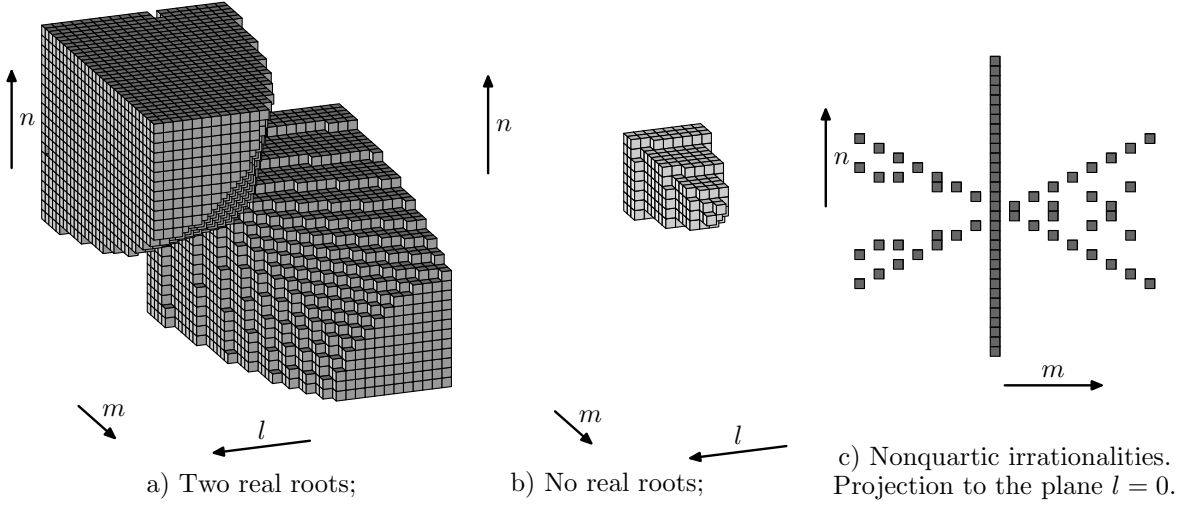 n
m
l
a) Two real roots;
n
m
l
b) No real roots;
n
m
c) Nonquartic irrationalities.
Projection to the plane l = 0.